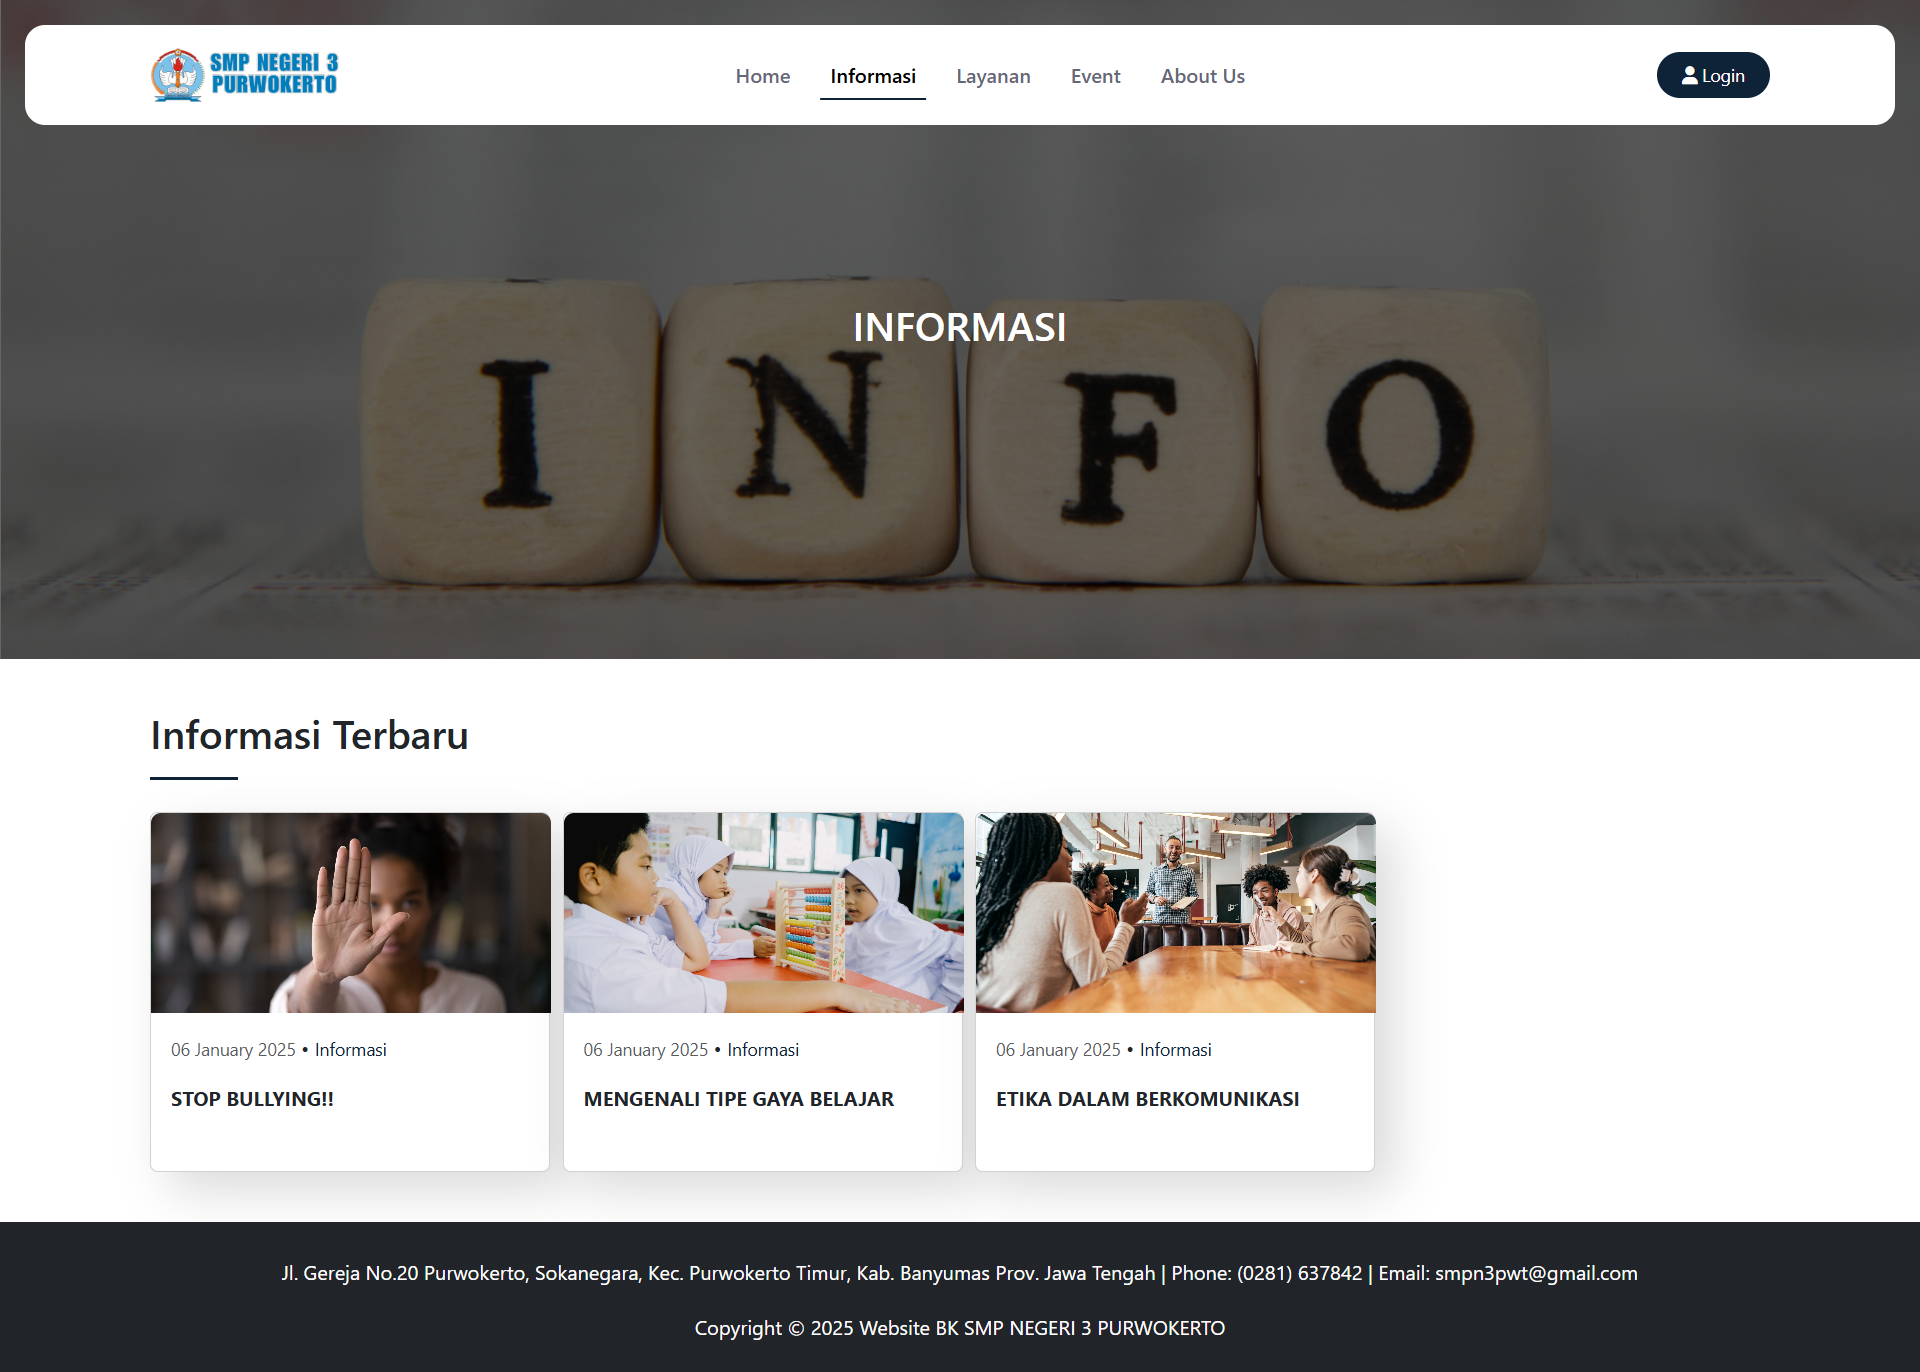 SMP NEGERI 3
PURWOKERTO
Home
Informasi
Layanan
Event
About Us
Login
INFORMASI
I N F O
Informasi Terbaru
06 January 2025 • Informasi
STOP BULLYING!!
06 January 2025 • Informasi
MENGENALI TIPE GAYA BELAJAR
06 January 2025 • Informasi
ETIKA DALAM BERKOMUNIKASI
Jl. Gereja No.20 Purwokerto, Sokanegara, Kec. Purwokerto Timur, Kab. Banyumas Prov. Jawa Tengah | Phone: (0281) 637842 | Email: smpn3pwt@gmail.com
Copyright © 2025 Website BK SMP NEGERI 3 PURWOKERTO